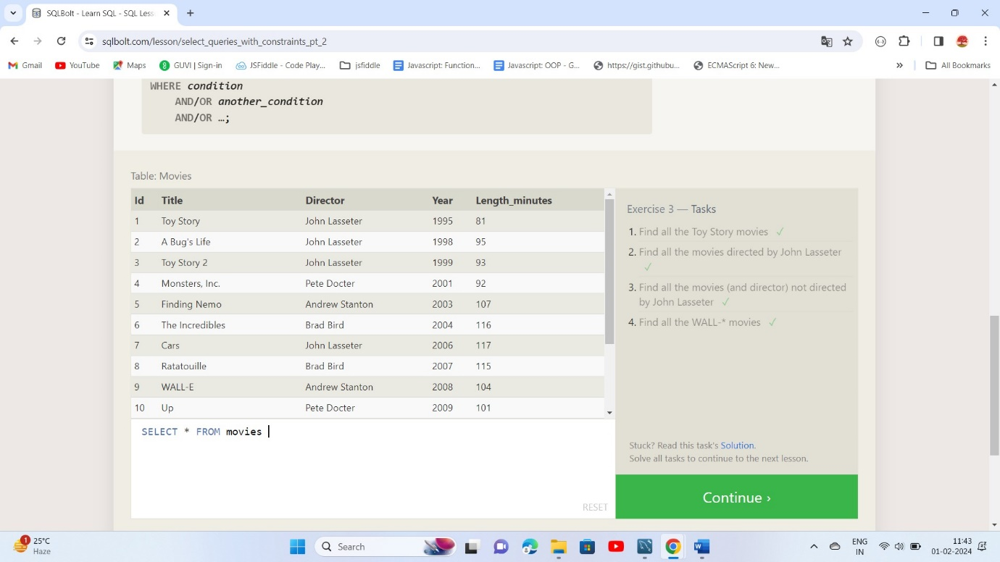 SQLBolt - Learn SQL - SQL Less
sqlbolt.com/lesson/select_queries_with_constraints_pt_2
Gmail YouTube Maps GUVI | Sign-in JSFiddle - Code Play... jsfiddle Javascript: Function... Javascript: OOP - G... https://gist.githubu... ECMAScript 6: New... » All Bookmarks
WHERE condition
AND/OR another_condition
AND/OR …;
Table: Movies
Id Title Director Year Length_minutes
1 Toy Story John Lasseter 1995 81
2 A Bug's Life John Lasseter 1998 95
3 Toy Story 2 John Lasseter 1999 93
4 Monsters, Inc. Pete Docter 2001 92
5 Finding Nemo Andrew Stanton 2003 107
6 The Incredibles Brad Bird 2004 116
7 Cars John Lasseter 2006 117
8 Ratatouille Brad Bird 2007 115
9 WALL-E Andrew Stanton 2008 104
10 Up Pete Docter 2009 101
SELECT * FROM movies
RESET
Exercise 3 — Tasks
1. Find all the Toy Story movies ✓
2. Find all the movies directed by John Lasseter
✓
3. Find all the movies (and director) not directed
by John Lasseter ✓
4. Find all the WALL-* movies ✓
Stuck? Read this task's Solution.
Solve all tasks to continue to the next lesson.
Continue ›
1 25°C
Haze
Search
ENG
IN
11:43
01-02-2024